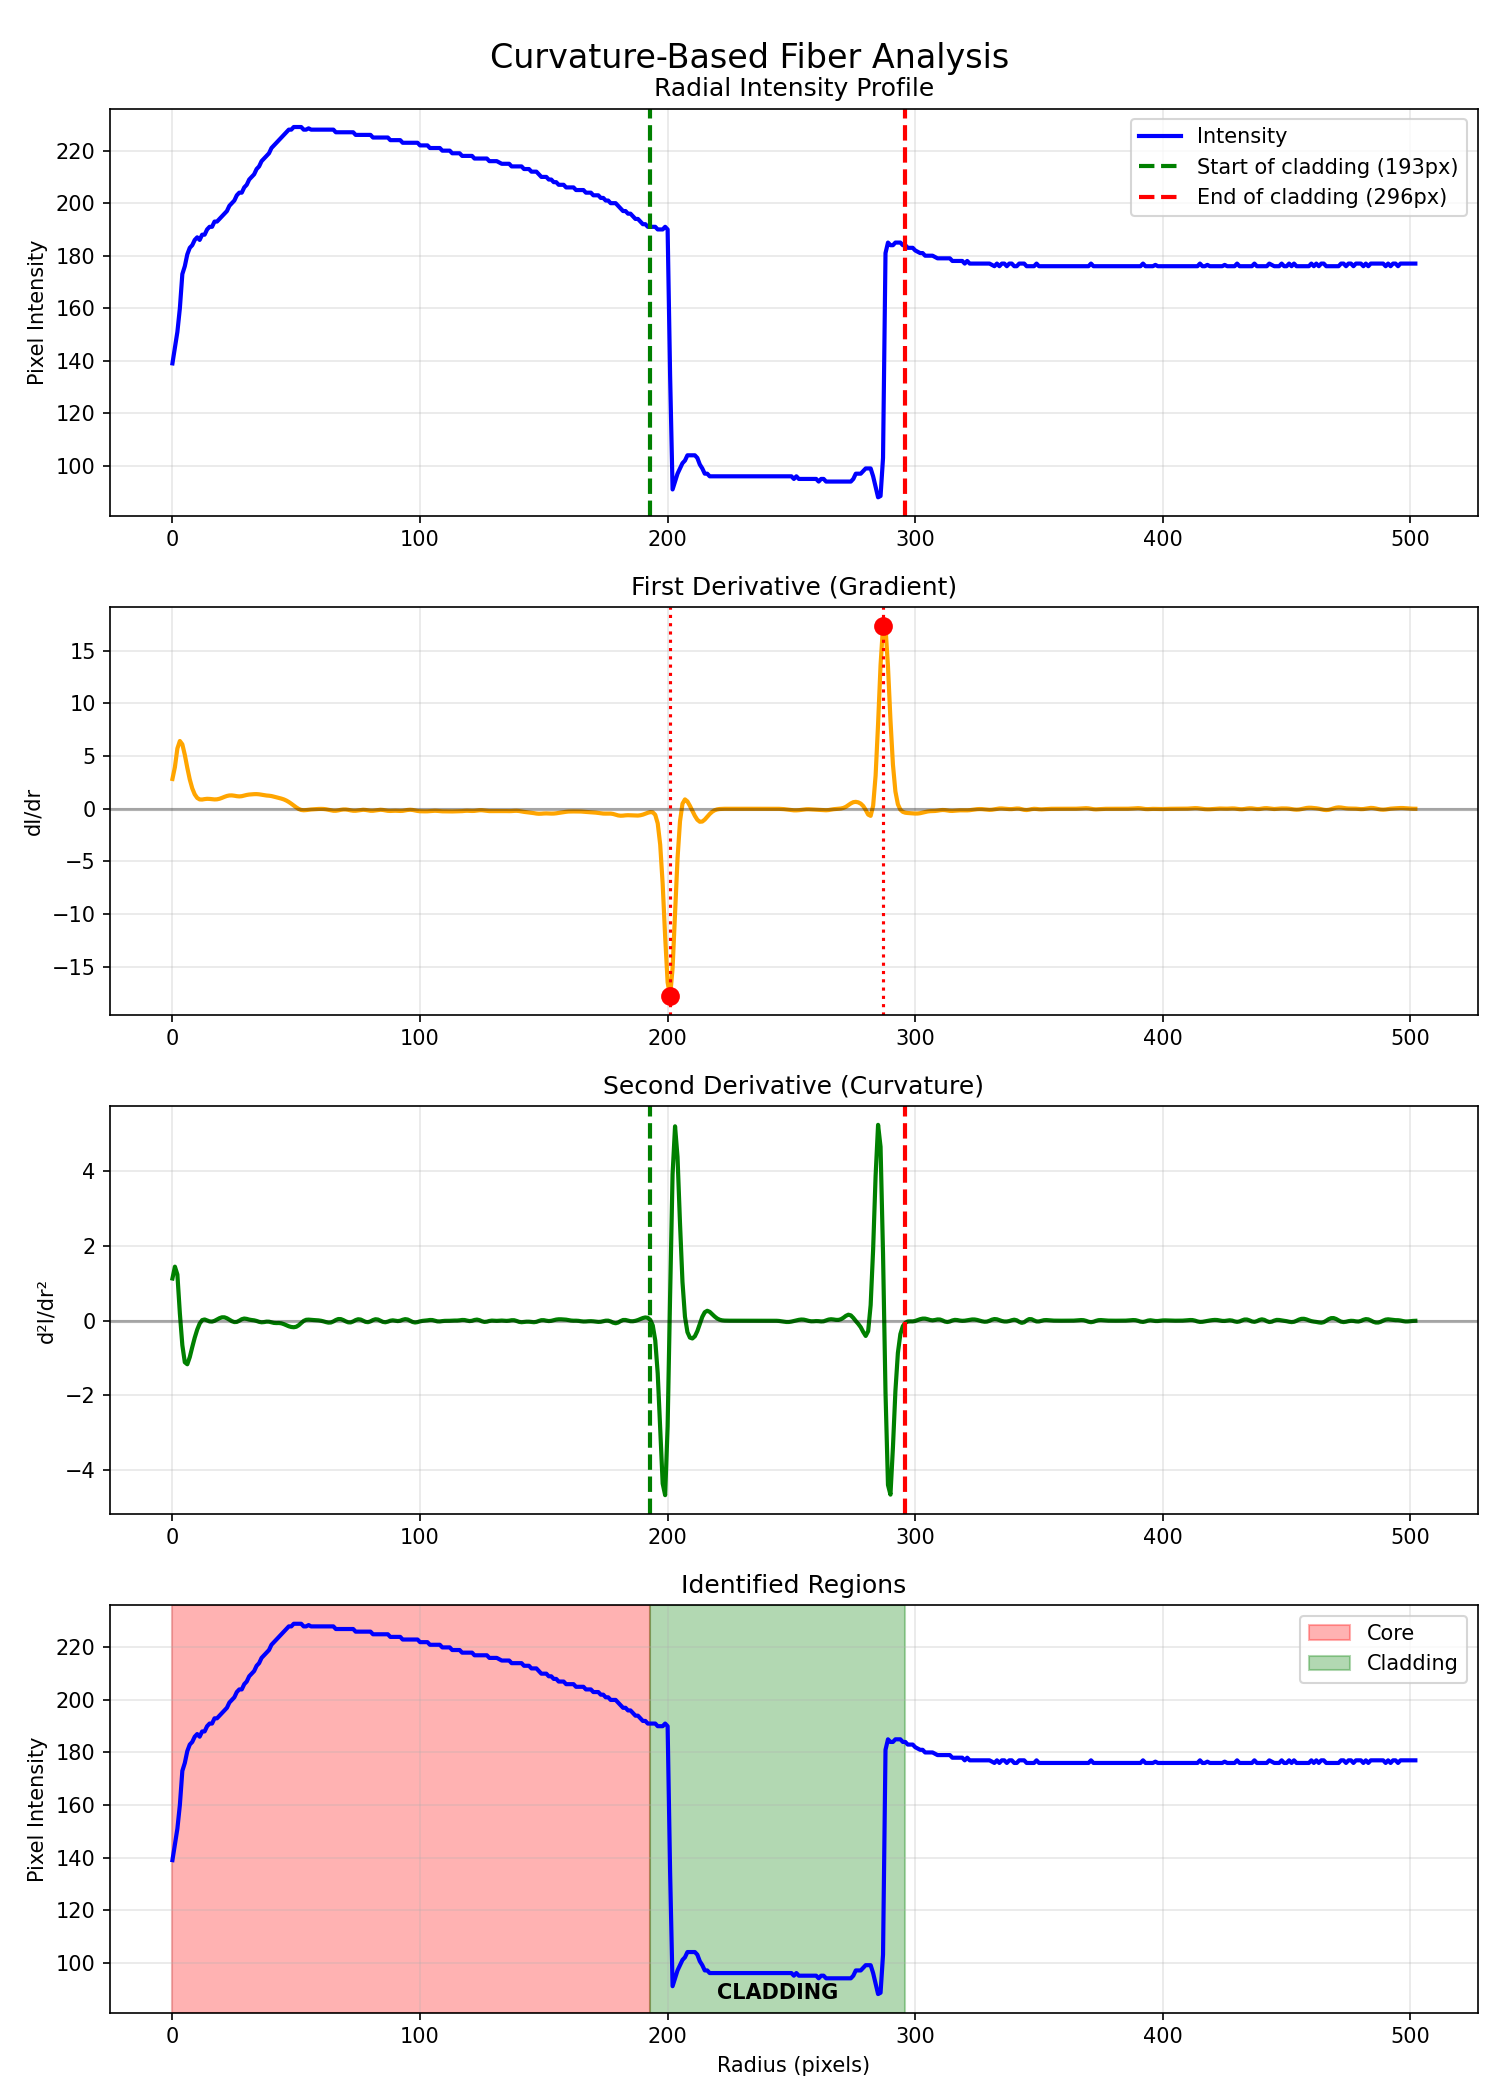 Curvature-Based Fiber Analysis
Radial Intensity Profile
Pixel Intensity
220
200
180
160
140
120
100
Intensity
Start of cladding (193px)
End of cladding (296px)
0 100 200 300 400 500
First Derivative (Gradient)
dI/dr
15
10
5
0
−5
−10
−15
0 100 200 300 400 500
Second Derivative (Curvature)
d²I/dr²
4
2
0
−2
−4
0 100 200 300 400 500
Identified Regions
Pixel Intensity
220
200
180
160
140
120
100
Core
Cladding
CLADDING
0 100 200 300 400 500
Radius (pixels)